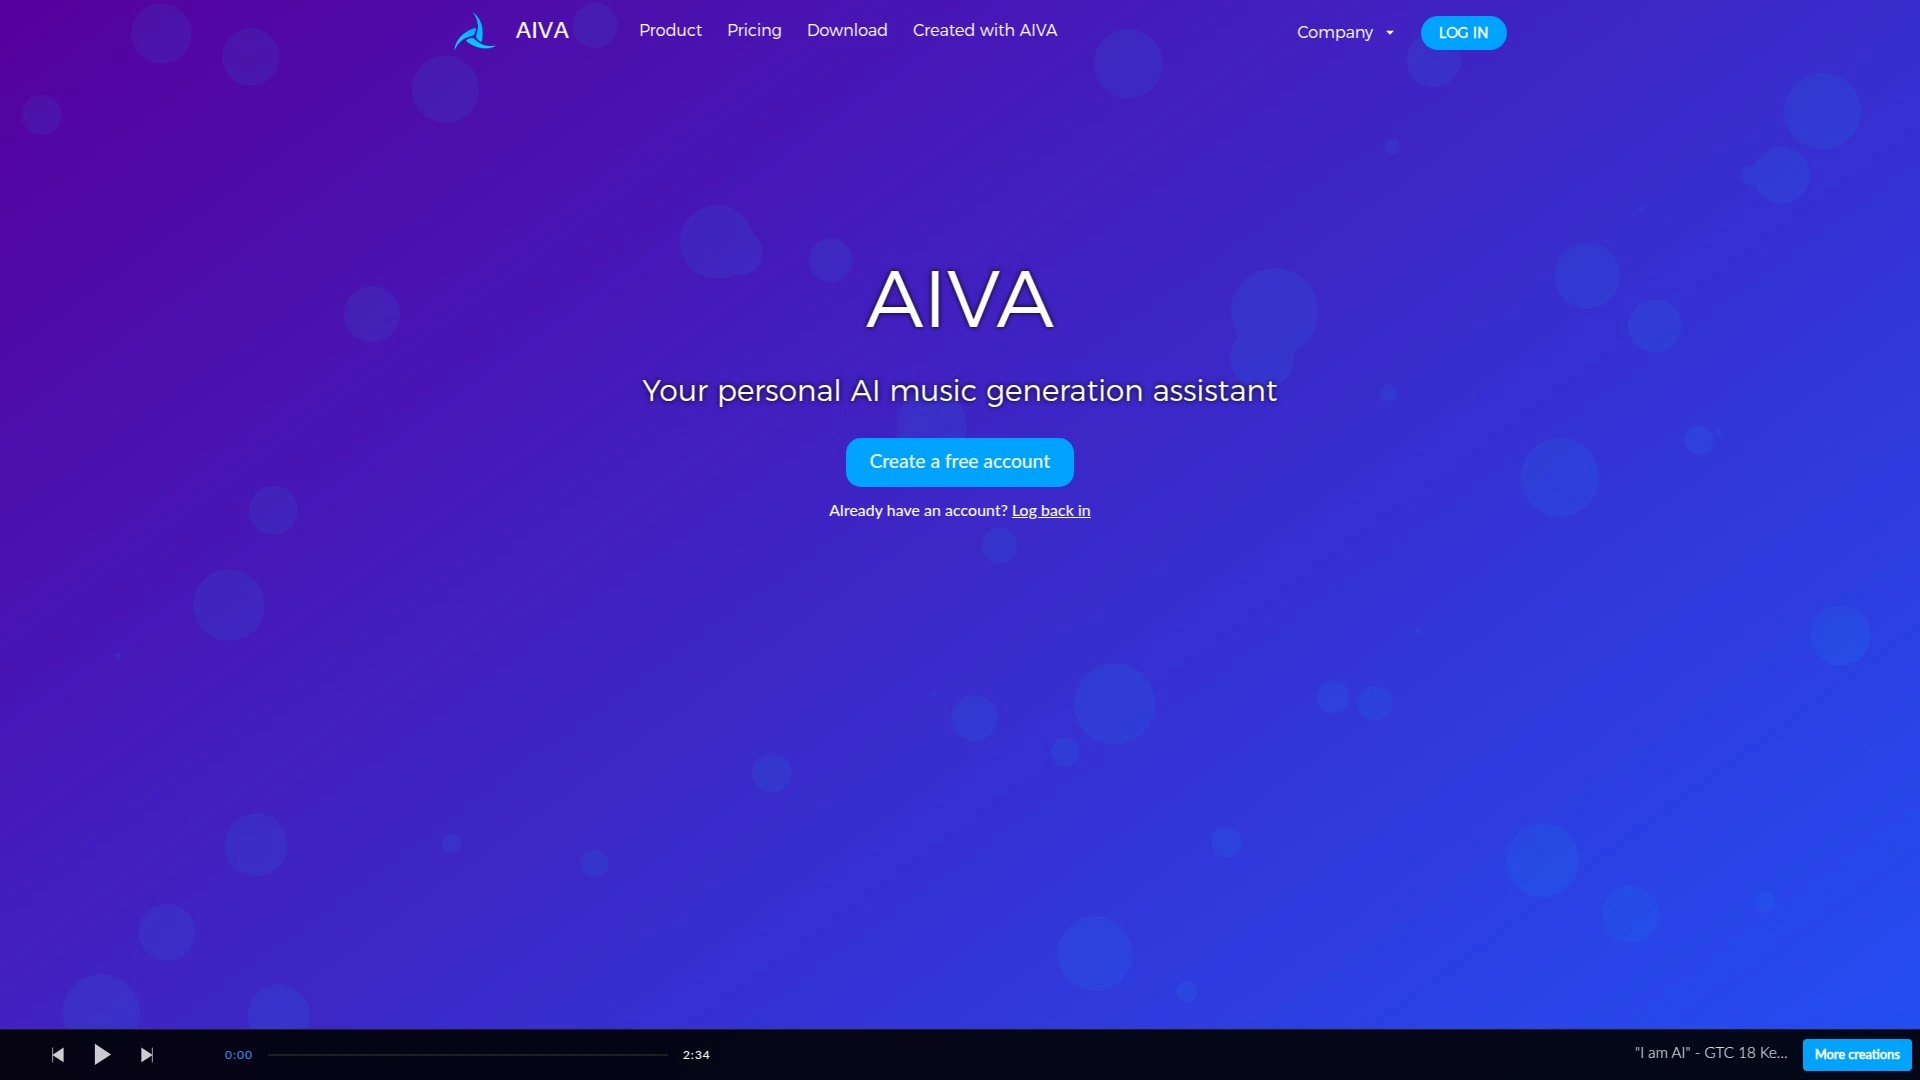 AIVA Product Pricing Download Created with AIVA Company LOG IN
AIVA
Your personal AI music generation assistant
Create a free account
Already have an account? Log back in
0:00 2:34 "I am AI" - GTC 18 Ke... More creations